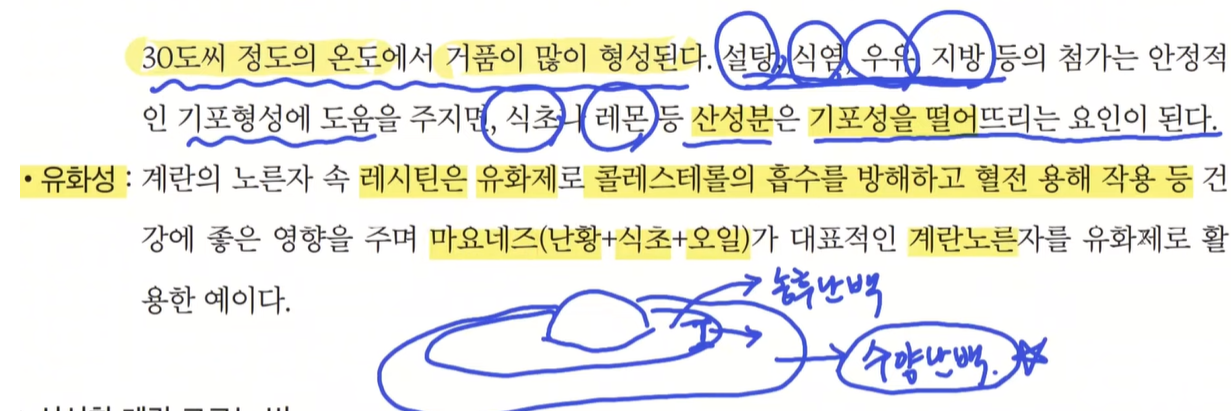 30도씨 정도의 온도에서 거품이 많이 형성된다. 설탕, 식염, 우유, 지방 등의 첨가는 안정적
인 기포형성에 도움을 주지만, 식초나 레몬 등 산성분은 기포성을 떨어뜨리는 요인이 된다.
• 유화성 : 계란의 노른자 속 레시틴은 유화제로 콜레스테롤의 흡수를 방해하고 혈전 용해 작용 등 건
강에 좋은 영향을 주며 마요네즈(난황+식초+오일)가 대표적인 계란노른자를 유화제로 활
용한 예이다.
농후난백
수양난백.